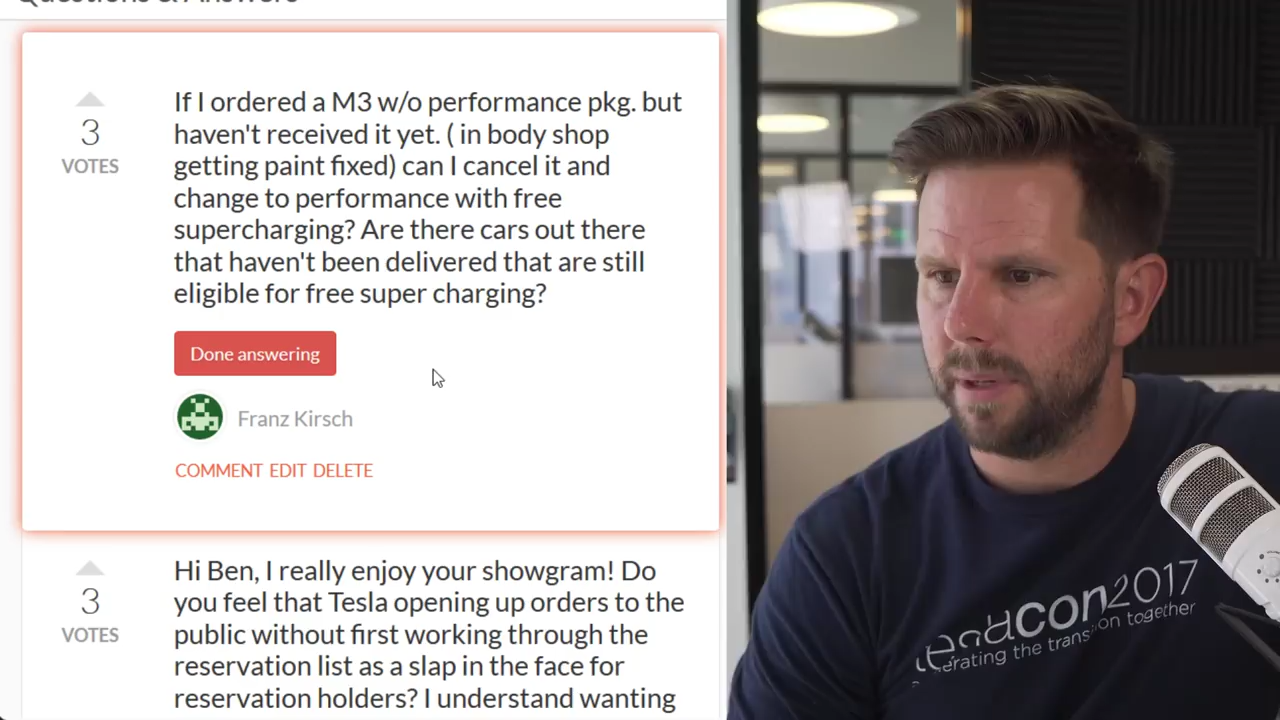 Questions & Answers
3
VOTES
If I ordered a M3 w/o performance pkg. but
haven't received it yet. ( in body shop
getting paint fixed) can I cancel it and
change to performance with free
supercharging? Are there cars out there
that haven't been delivered that are still
eligible for free super charging?
Done answering
Franz Kirsch
COMMENT EDIT DELETE
3
VOTES
Hi Ben, I really enjoy your showgram! Do
you feel that Tesla opening up orders to the
public without first working through the
reservation list as a slap in the face for
reservation holders? I understand wanting
con2017
the transition together